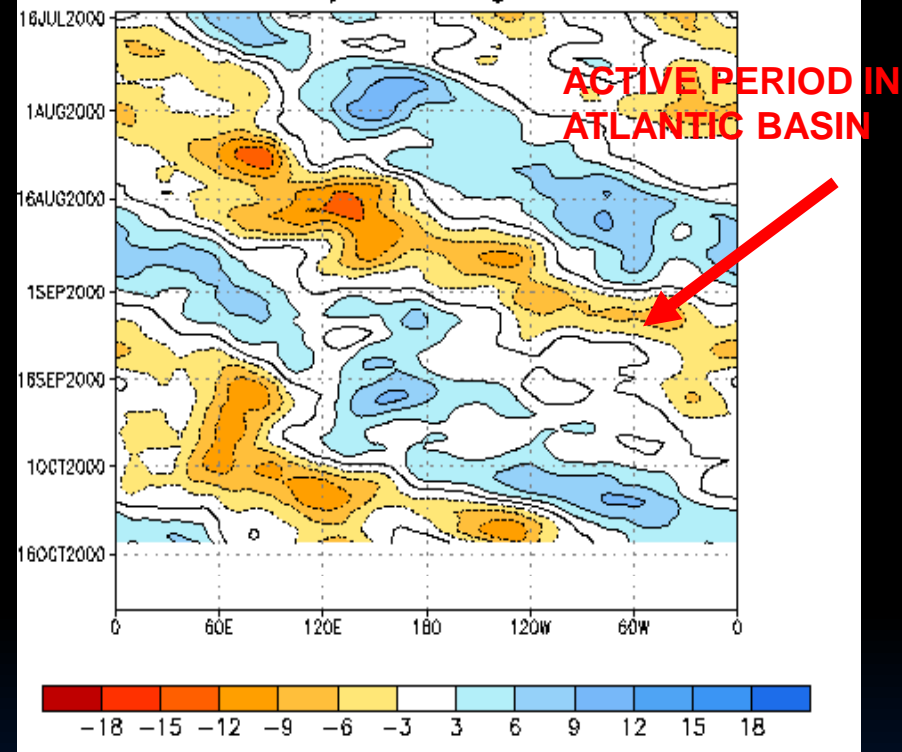 16JUL2000
ACTIVE PERIOD IN
1AUG2000
ATLANTIC BASIN
16AUG2000
1SEP2000
16SEP2000
1OCT2000
16OCT2000
0 60E 120E 180 120W 60W 0
-18 -15 -12 -9 -6 -3 3 6 9 12 15 18